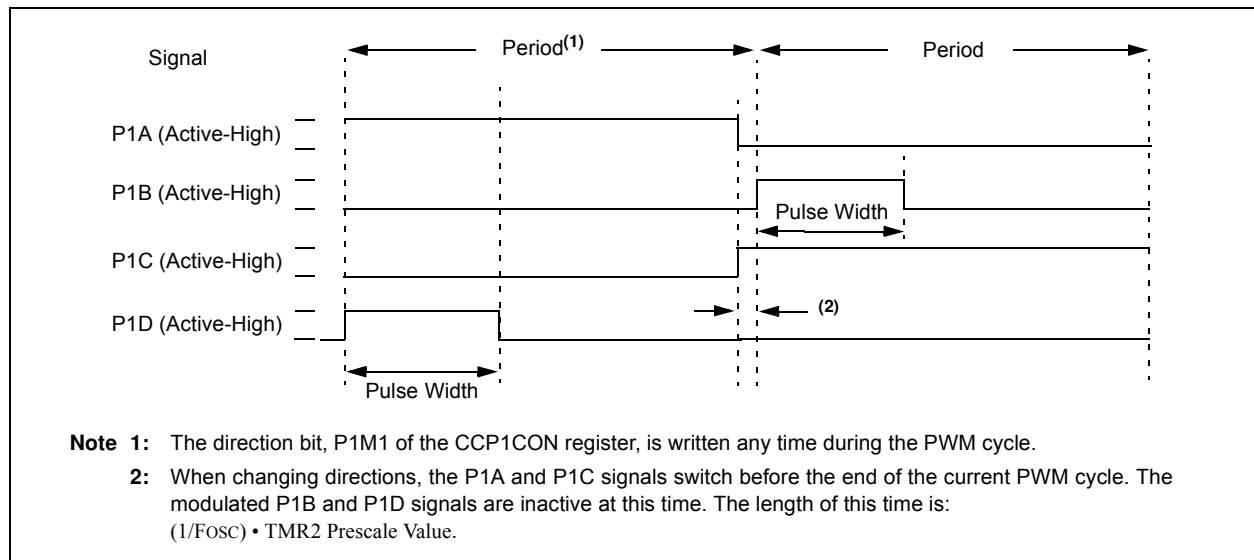 Signal
Period(1)
Period
P1A (Active-High)
P1B (Active-High)
Pulse Width
P1C (Active-High)
(2)
P1D (Active-High)
Pulse Width
Note 1: The direction bit, P1M1 of the CCP1CON register, is written any time during the PWM cycle.
2: When changing directions, the P1A and P1C signals switch before the end of the current PWM cycle. The
modulated P1B and P1D signals are inactive at this time. The length of this time is:
(1/FOSC) • TMR2 Prescale Value.